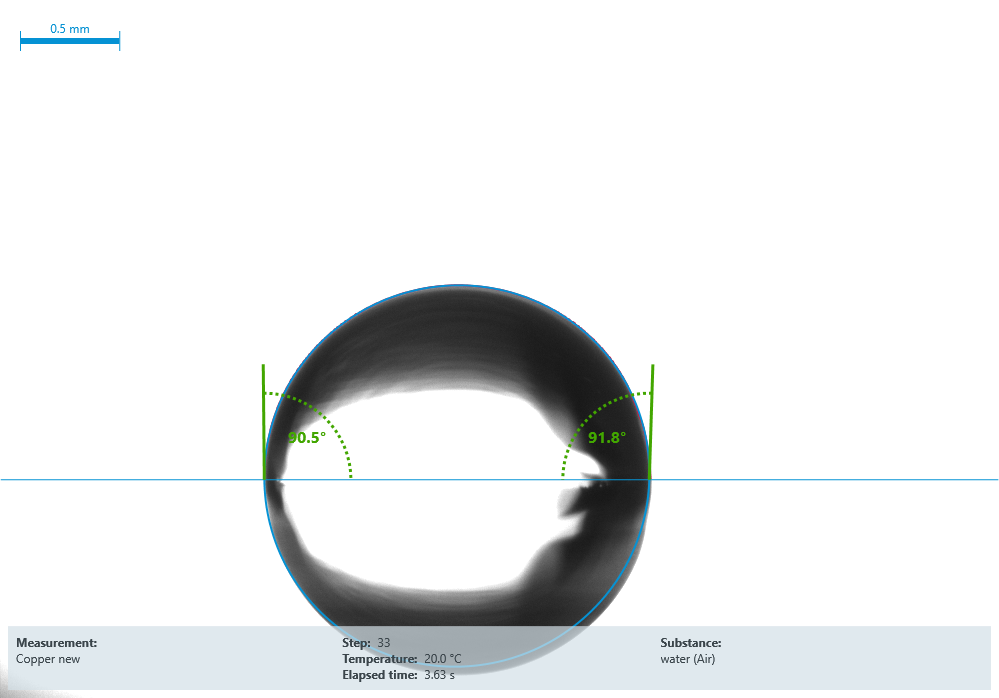 0.5 mm
90.5°
91.8°
Measurement:
Copper new
Step: 33
Temperature: 20.0 °C
Elapsed time: 3.63 s
Substance:
water (Air)